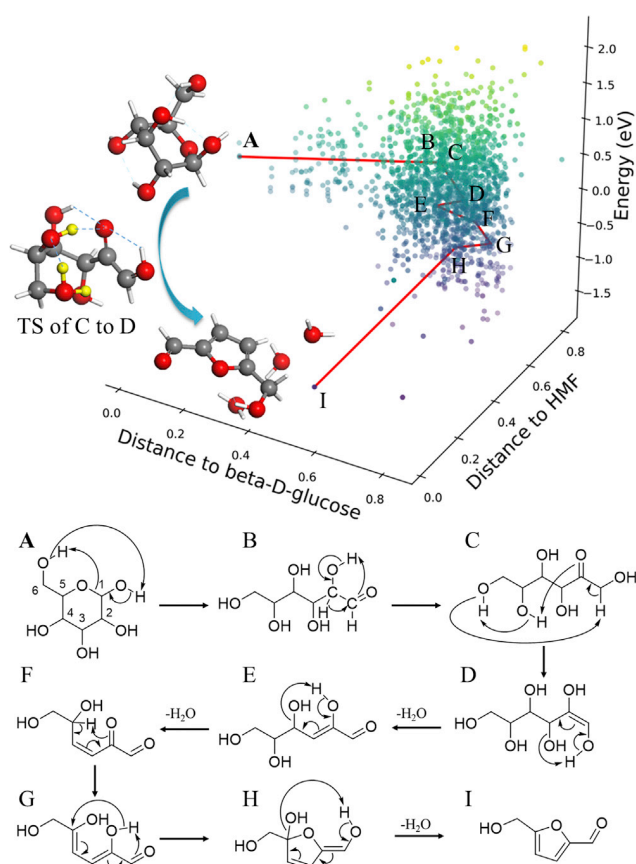 2.0
1.5
1.0
0.5
0.0
-0.5
-1.0
-1.5
Energy (eV)
A
B
C
D
E
F
G
H
I
TS of C to D
0.0
0.2
0.4
0.6
0.8
Distance to beta-D-glucose
0.0
0.2
0.4
0.6
0.8
Distance to HMF
A
O H
6 5 O 1 O H
4 3 2
HO OH
OH
B
OH O H
HO O
OH H H
C
OH O OH
HO
H O H OH H
D
OH OH
HO
OH OH O
H
-H₂O
E
H O
OH
HO O
OH
-H₂O
F
OH
HO H O O
G
HO OH O H
O
H
OH H
HO O O
-H₂O
I
HO O O